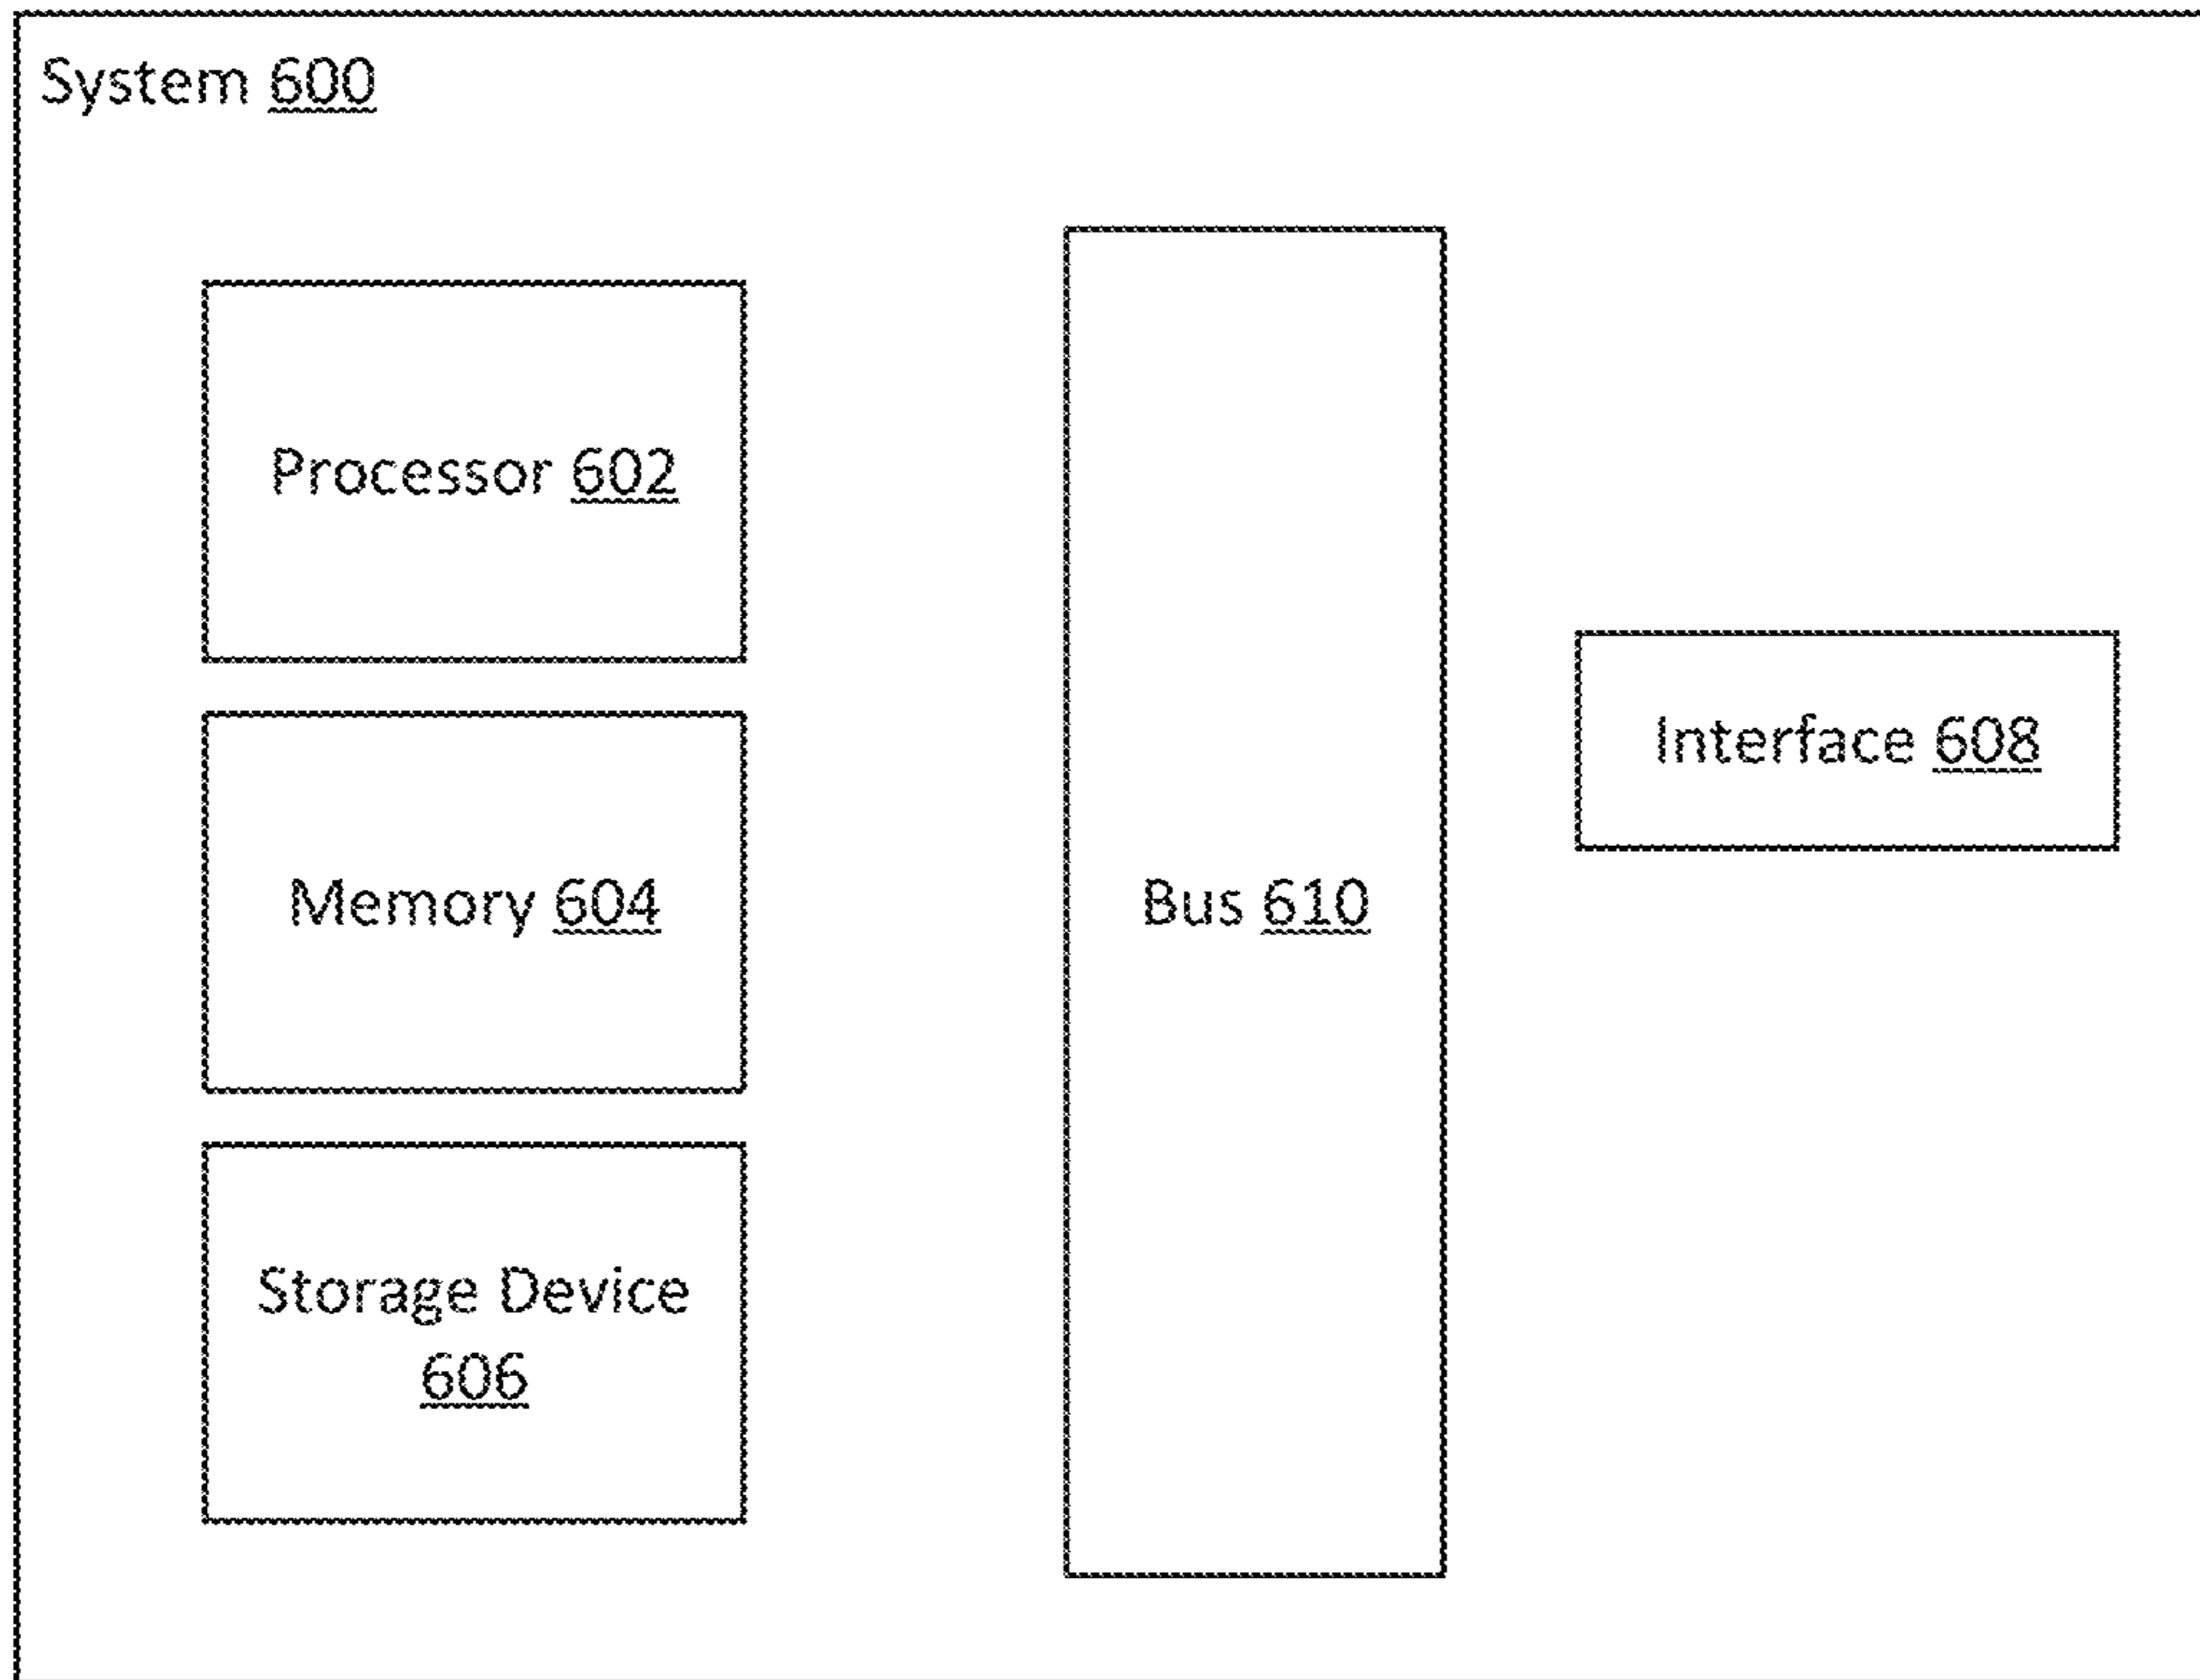 System 600
Processor 602
Memory 604
Storage Device
606
Bus 610
Interface 608